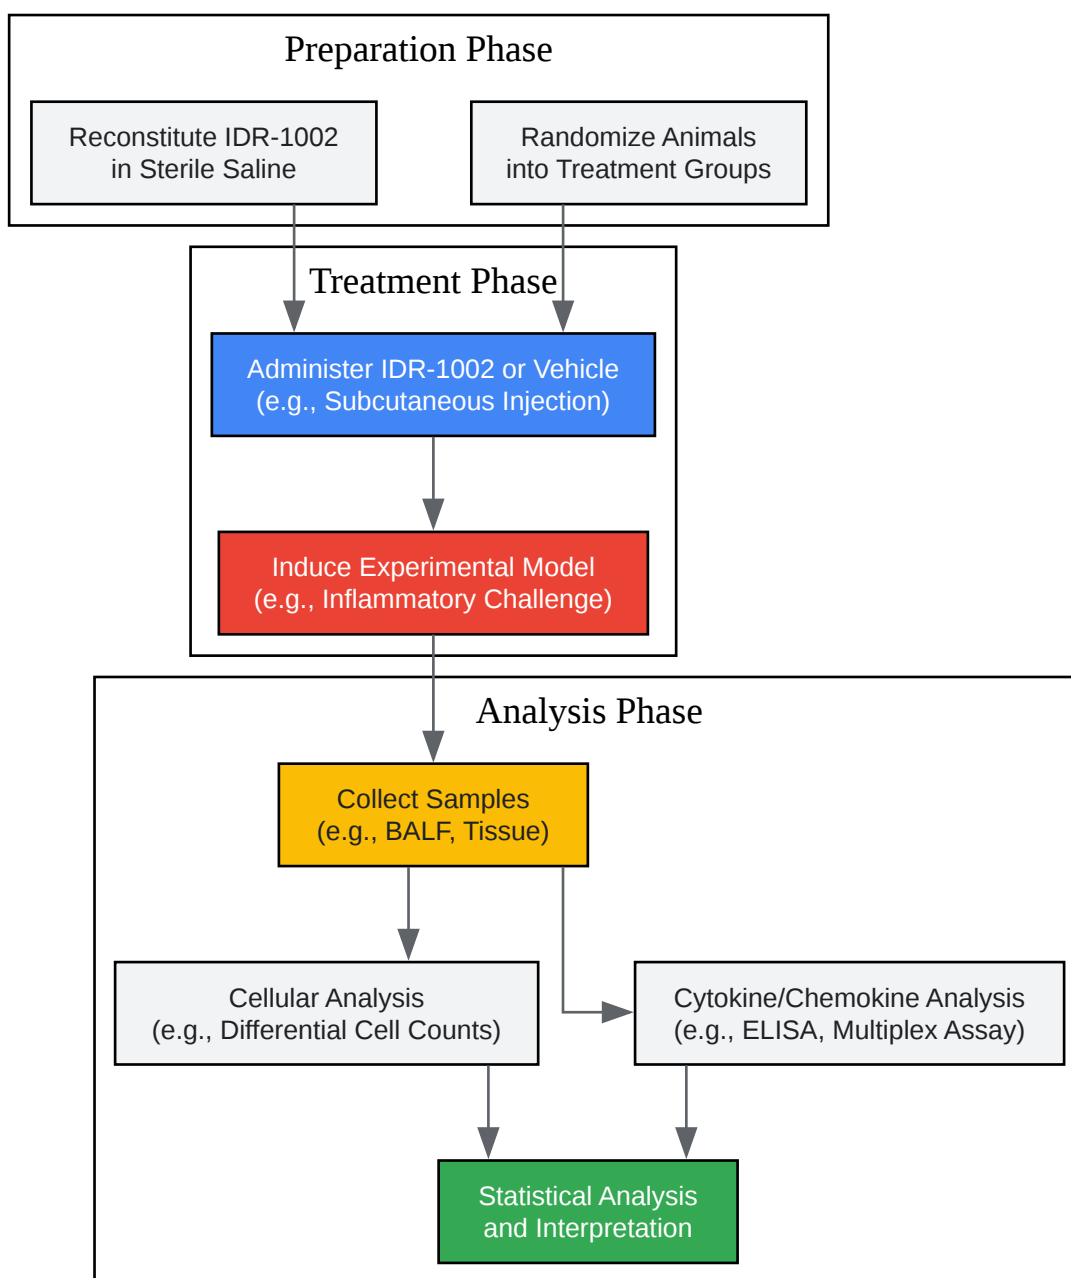 Preparation Phase
Reconstitute IDR-1002
in Sterile Saline
Randomize Animals
into Treatment Groups
Treatment Phase
Administer IDR-1002 or Vehicle
(e.g., Subcutaneous Injection)
Induce Experimental Model
(e.g., Inflammatory Challenge)
Analysis Phase
Collect Samples
(e.g., BALF, Tissue)
Cellular Analysis
(e.g., Differential Cell Counts)
Cytokine/Chemokine Analysis
(e.g., ELISA, Multiplex Assay)
Statistical Analysis
and Interpretation